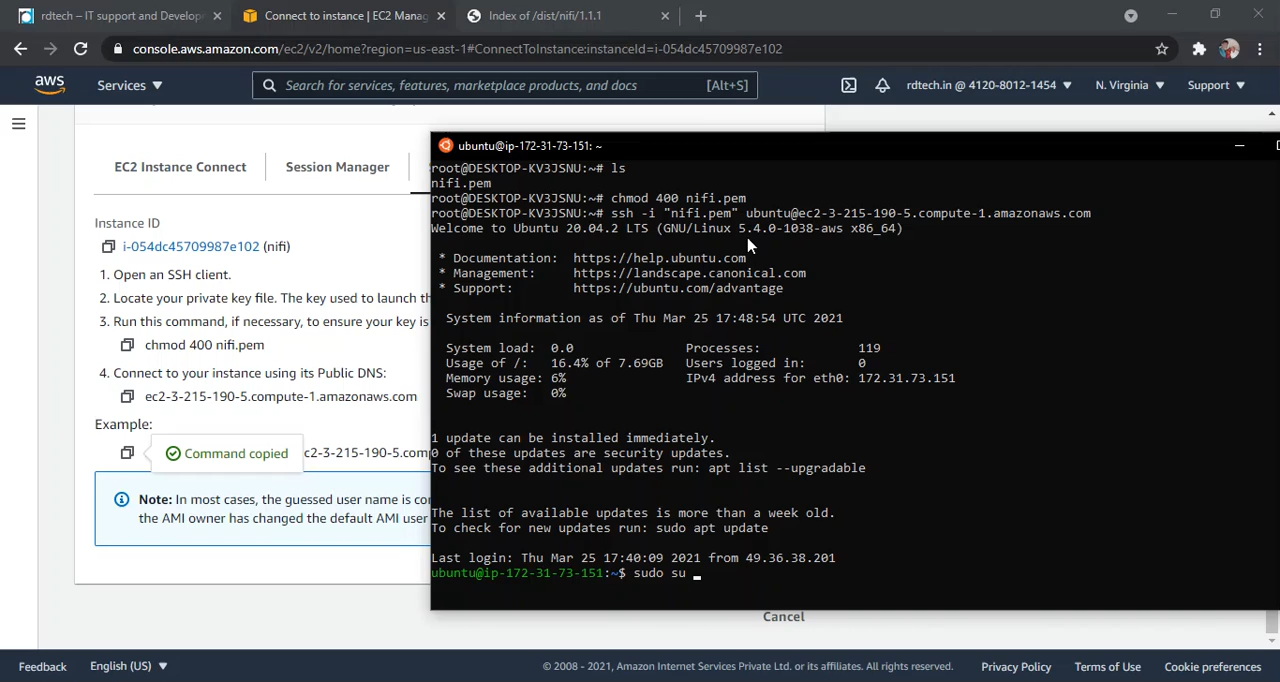 rdtech – IT support and Develop
Connect to instance | EC2 Manag
Index of /dist/nifi/1.1.1
console.aws.amazon.com/ec2/v2/home?region=us-east-1#ConnectToInstance:instanceId=i-054dc45709987e102
aws
Services
Search for services, features, marketplace products, and docs
[Alt+S]
rdtech.in @ 4120-8012-1454
N. Virginia
Support
EC2 Instance Connect
Session Manager
Instance ID
i-054dc45709987e102 (nifi)
1. Open an SSH client.
2. Locate your private key file. The key used to launch th
3. Run this command, if necessary, to ensure your key is
chmod 400 nifi.pem
4. Connect to your instance using its Public DNS:
ec2-3-215-190-5.compute-1.amazonaws.com
Example:
Command copied
c2-3-215-190-5.comp
Note: In most cases, the guessed user name is co
the AMI owner has changed the default AMI user
ubuntu@ip-172-31-73-151: ~
root@DESKTOP-KV3JSNU:~# ls
nifi.pem
root@DESKTOP-KV3JSNU:~# chmod 400 nifi.pem
root@DESKTOP-KV3JSNU:~# ssh -i "nifi.pem" ubuntu@ec2-3-215-190-5.compute-1.amazonaws.com
Welcome to Ubuntu 20.04.2 LTS (GNU/Linux 5.4.0-1038-aws x86_64)
* Documentation: https://help.ubuntu.com
* Management: https://landscape.canonical.com
* Support: https://ubuntu.com/advantage
System information as of Thu Mar 25 17:48:54 UTC 2021
System load: 0.0 Processes: 119
Usage of /: 16.4% of 7.69GB Users logged in: 0
Memory usage: 6% IPv4 address for eth0: 172.31.73.151
Swap usage: 0%
1 update can be installed immediately.
0 of these updates are security updates.
To see these additional updates run: apt list --upgradable
The list of available updates is more than a week old.
To check for new updates run: sudo apt update
Last login: Thu Mar 25 17:40:09 2021 from 49.36.38.201
ubuntu@ip-172-31-73-151:~$ sudo su
Cancel
Feedback
English (US)
© 2008 - 2021, Amazon Internet Services Private Ltd. or its affiliates. All rights reserved.
Privacy Policy
Terms of Use
Cookie preferences